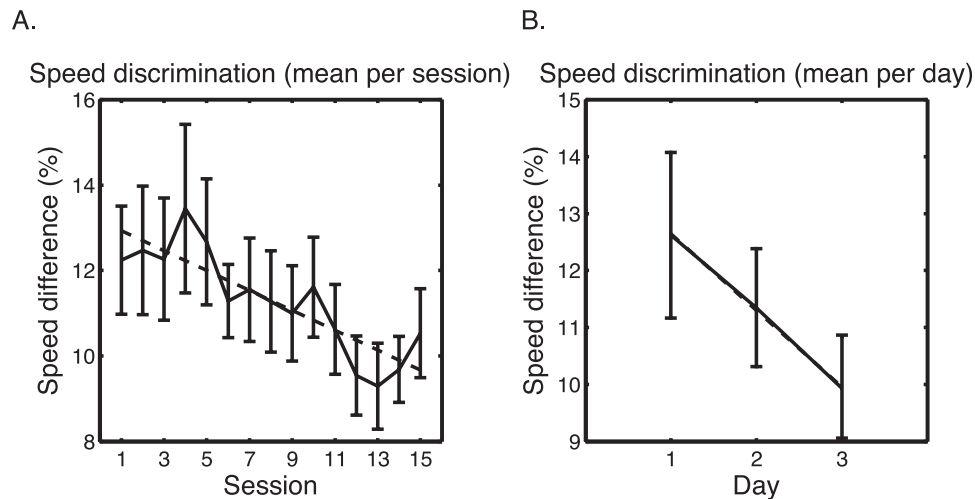 A.
Speed discrimination (mean per session)
Speed difference (%)
16
14
12
10
8
1 3 5 7 9 11 13 15
Session
B.
Speed discrimination (mean per day)
Speed difference (%)
15
14
13
12
11
10
9
1 2 3
Day